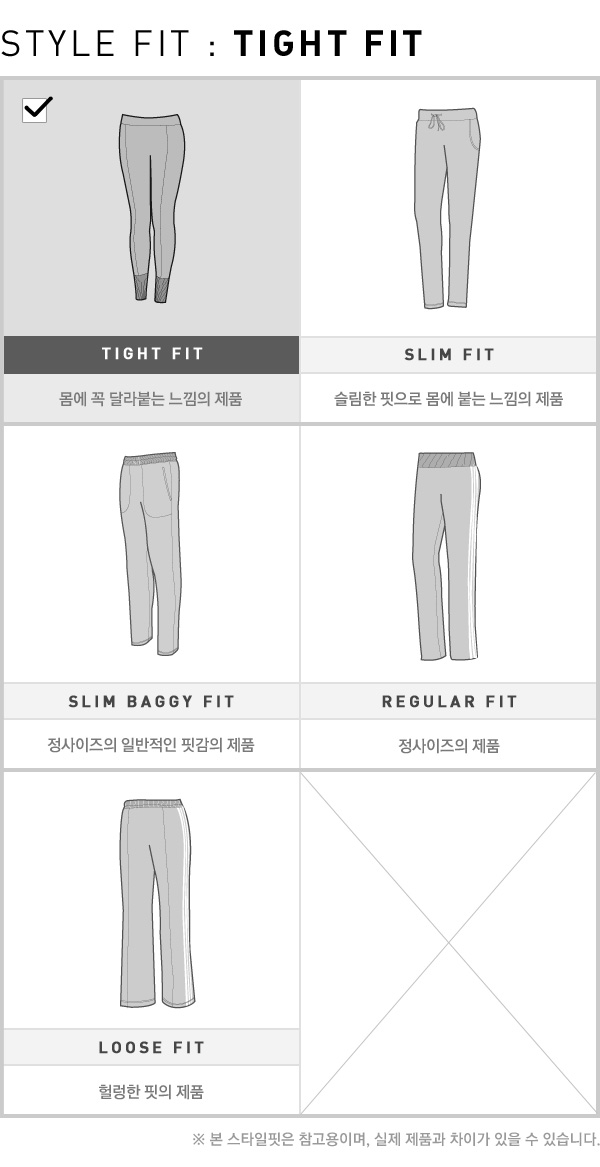 STYLE FIT : TIGHT FIT
TIGHT FIT
SLIM FIT
몸에 꼭 달라붙는 느낌의 제품
슬림한 핏으로 몸에 붙는 느낌의 제품
SLIM BAGGY FIT
REGULAR FIT
정사이즈의 일반적인 핏감의 제품
정사이즈의 제품
LOOSE FIT
헐렁한 핏의 제품
※ 본 스타일핏은 참고용이며, 실제 제품과 차이가 있을 수 있습니다.